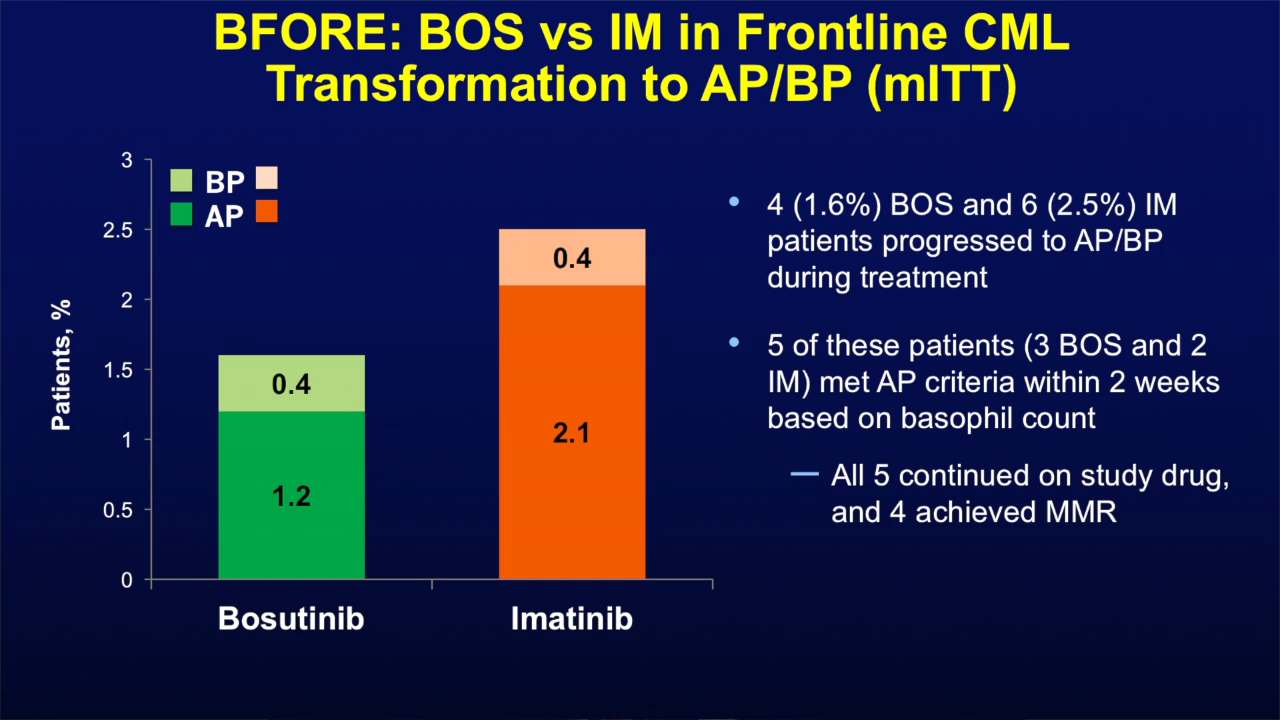 BFORE: BOS vs IM in Frontline CML
Transformation to AP/BP (mITT)
3
2.5
2
1.5
1
0.5
0
Patients, %
BP
AP
0.4
1.2
0.4
2.1
Bosutinib
Imatinib
• 4 (1.6%) BOS and 6 (2.5%) IM
patients progressed to AP/BP
during treatment
• 5 of these patients (3 BOS and 2
IM) met AP criteria within 2 weeks
based on basophil count
— All 5 continued on study drug,
and 4 achieved MMR